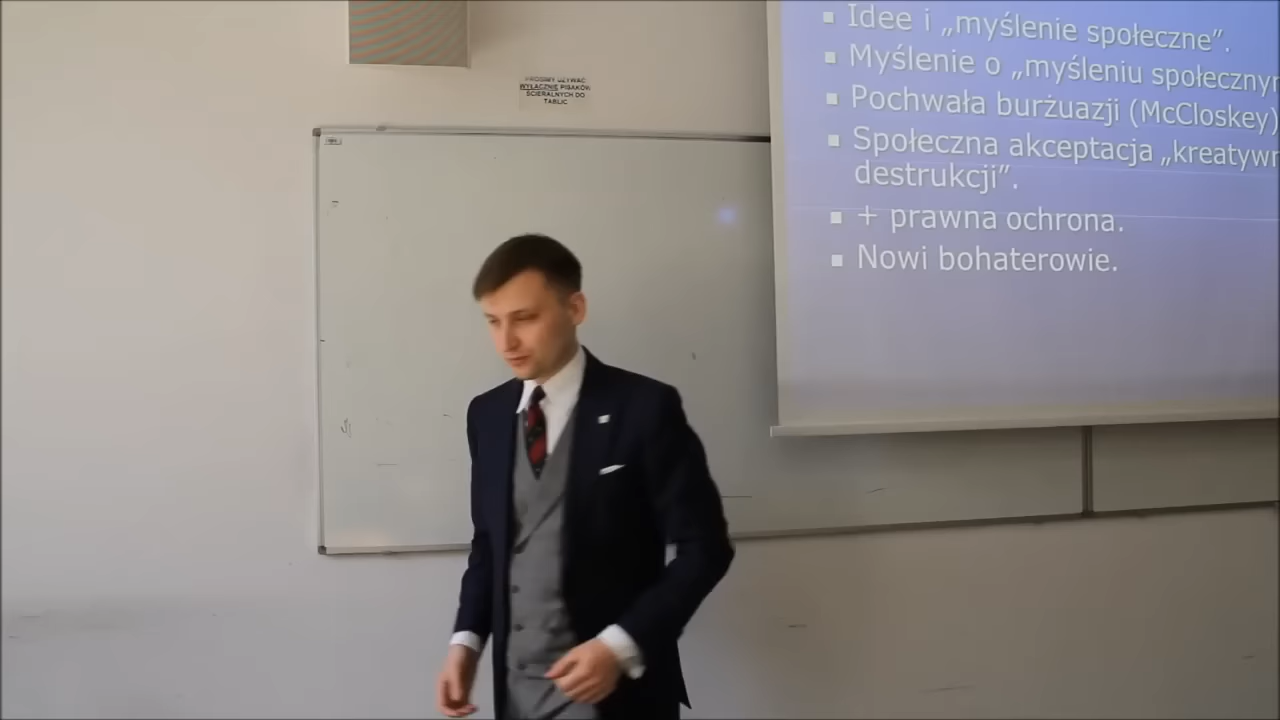 PROSIMY UŻYWAĆ
WYŁĄCZNIE PISAKÓW
ŚCIERALNYCH DO
TABLIC
▪ Idee i „myślenie społeczne”.
▪ Myślenie o „myśleniu społecznym
▪ Pochwała burżuazji (McCloskey)
▪ Społeczna akceptacja „kreatywn
destrukcji”.
▪ + prawna ochrona.
▪ Nowi bohaterowie.